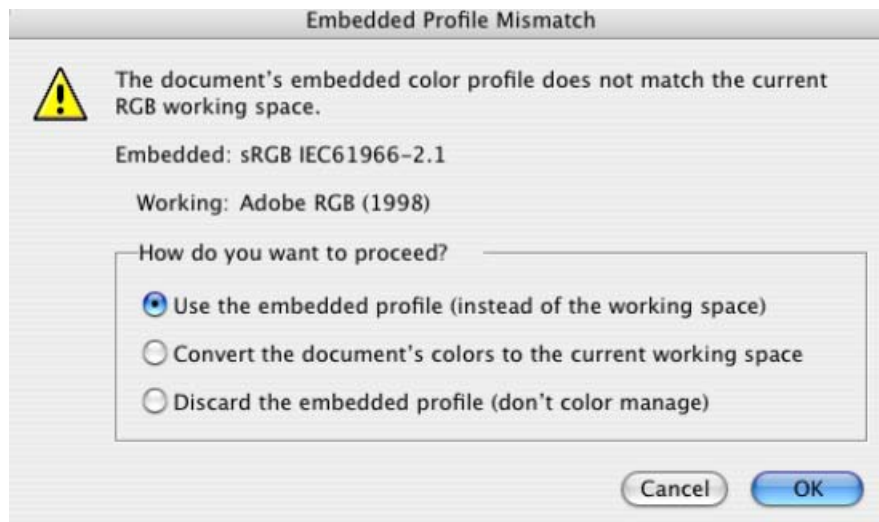 Embedded Profile Mismatch
The document's embedded color profile does not match the current
RGB working space.
Embedded: sRGB IEC61966-2.1
Working: Adobe RGB (1998)
How do you want to proceed?
Use the embedded profile (instead of the working space)
Convert the document's colors to the current working space
Discard the embedded profile (don't color manage)
Cancel OK